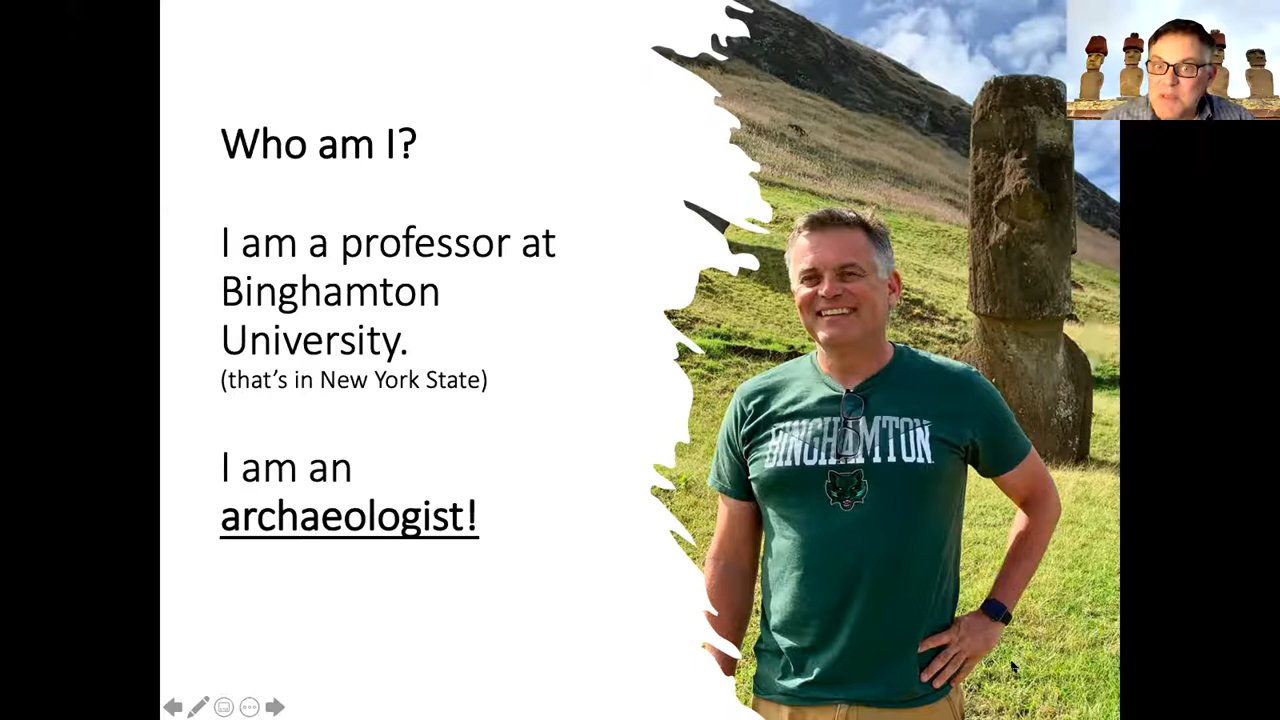 Who am I?
I am a professor at
Binghamton
University.
(that's in New York State)
I am an
archaeologist!
BINGHAMTON